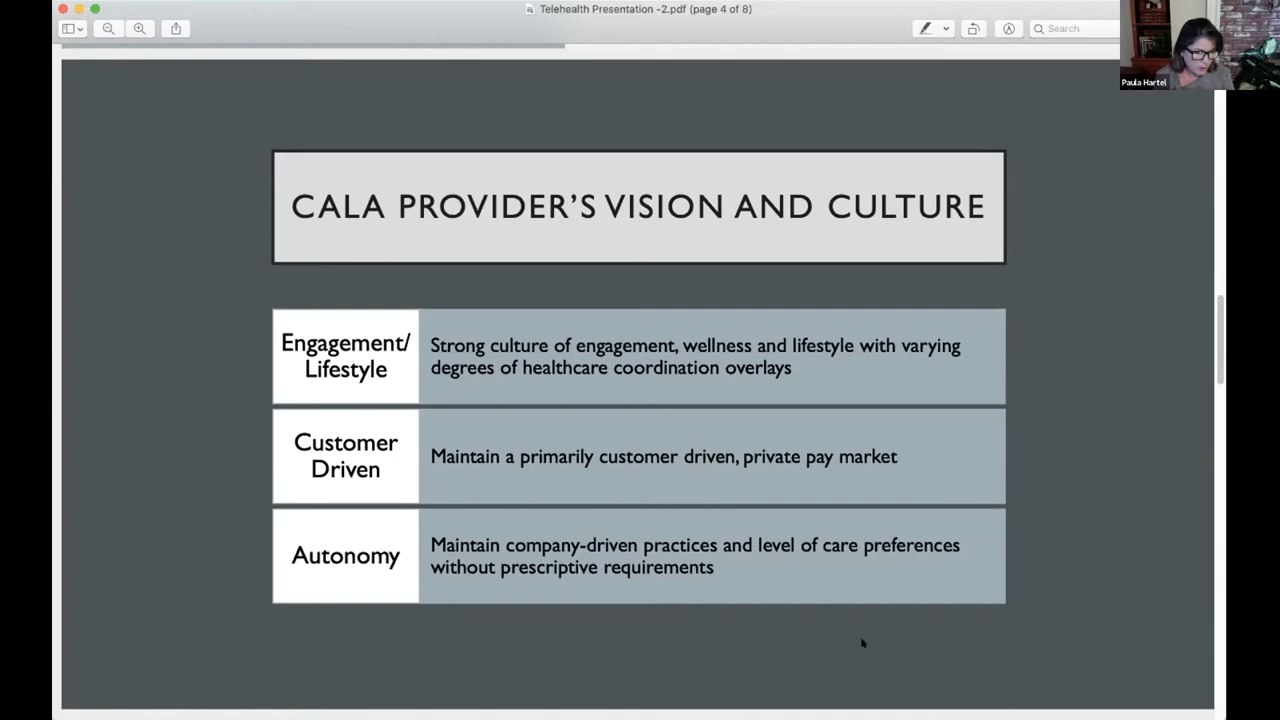 Telehealth Presentation -2.pdf (page 4 of 8)
Search
Paula Hartel
CALA PROVIDER’S VISION AND CULTURE
Engagement/
Lifestyle
Strong culture of engagement, wellness and lifestyle with varying
degrees of healthcare coordination overlays
Customer
Driven
Maintain a primarily customer driven, private pay market
Autonomy
Maintain company-driven practices and level of care preferences
without prescriptive requirements